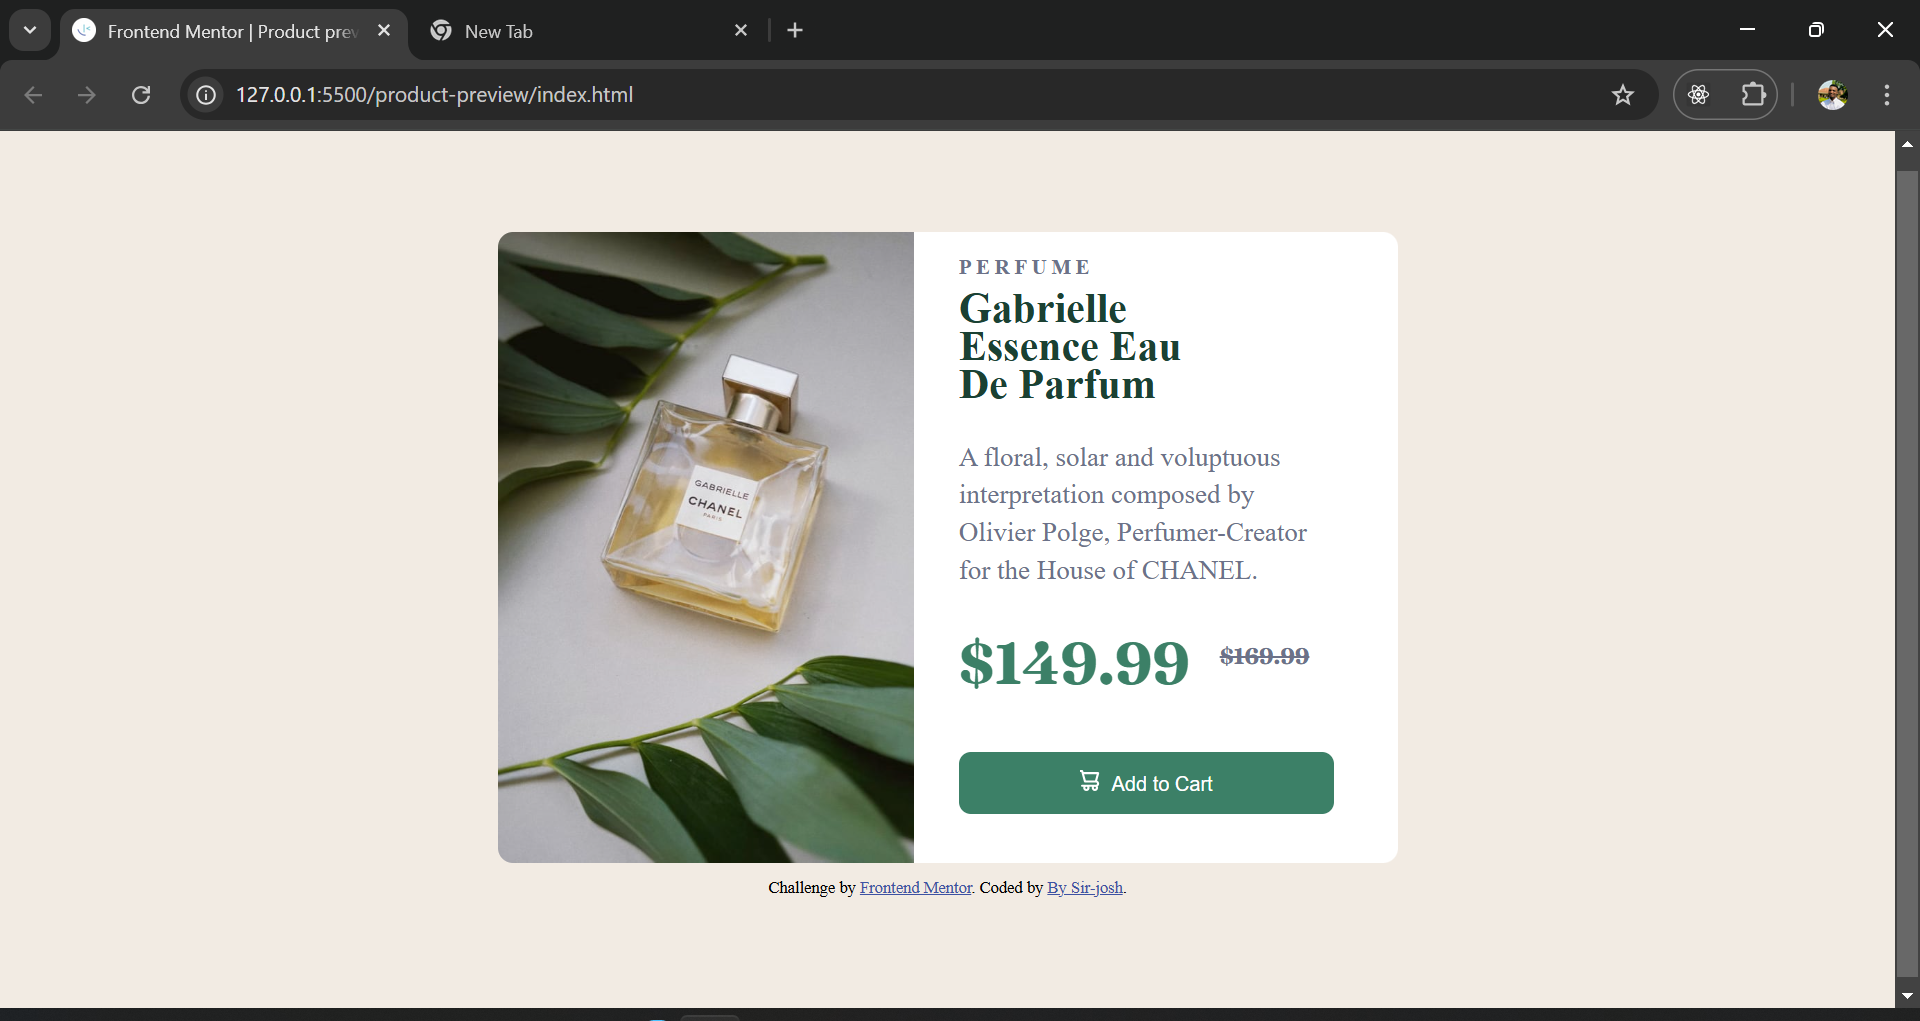 Frontend Mentor | Product prev
New Tab
127.0.0.1:5500/product-preview/index.html
GABRIELLE
CHANEL
PARIS
PERFUME
Gabrielle
Essence Eau
De Parfum
A floral, solar and voluptuous
interpretation composed by
Olivier Polge, Perfumer-Creator
for the House of CHANEL.
$149.99 $169.99
Add to Cart
Challenge by Frontend Mentor. Coded by By Sir-josh.